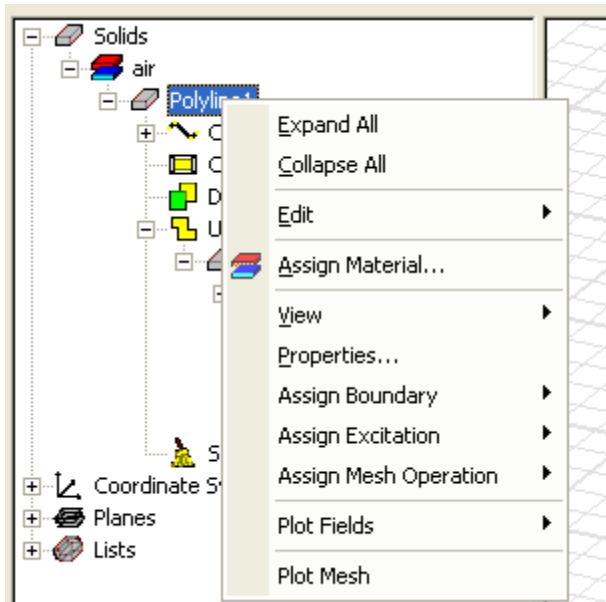 Solids
air
Polyline1
Expand All
Collapse All
Edit
Assign Material...
View
Properties...
Assign Boundary
Assign Excitation
Assign Mesh Operation
Plot Fields
Plot Mesh
C
C
D
U
S
Coordinate Sy
Planes
Lists